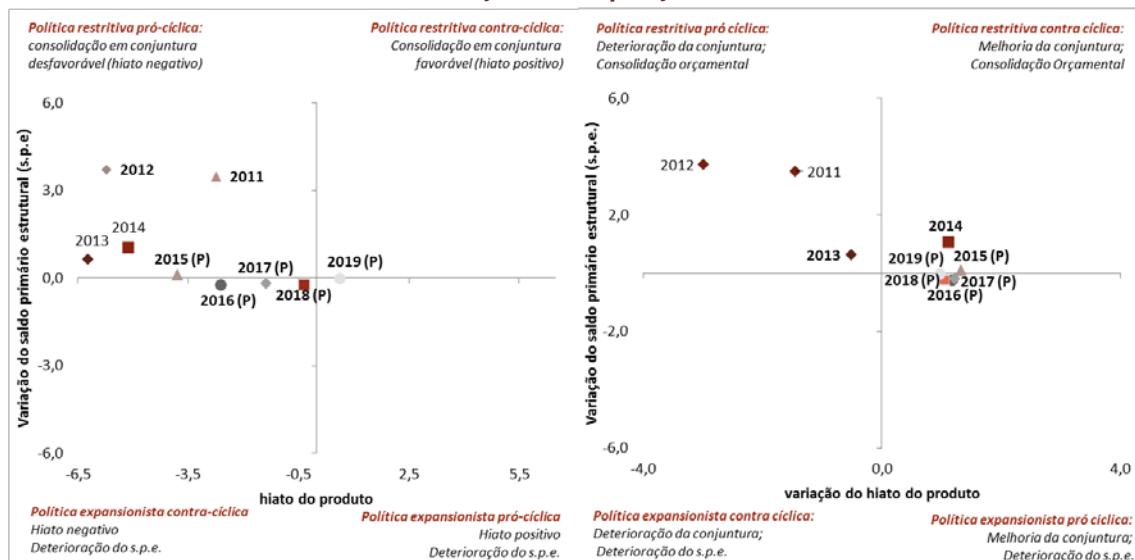 Política restritiva pró-cíclica:
consolidação em conjuntura
desfavorável (hiato negativo)
Política restritiva contra-cíclica:
Consolidação em conjuntura
favorável (hiato positivo)
Variação do saldo primário estrutural (s.p.e)
6,0
3,0
0,0
-3,0
-6,0
2012
2011
2014
2013
2015 (P)
2016 (P)
2017 (P)
2018 (P)
2019 (P)
-6,5
-3,5
-0,5
2,5
5,5
hiato do produto
Política expansionista contra-cíclica
Hiato negativo
Deterioração do s.p.e.
Política expansionista pró-cíclica
Hiato positivo
Deterioração do s.p.e.
Política restritiva pró cíclica:
Deterioração da conjuntura;
Consolidação orçamental
Política restritiva contra cíclica:
Melhoria da conjuntura;
Consolidação Orçamental
Variação do saldo primário estrutural (s.p.e.)
6,0
2,0
-2,0
-6,0
2012
2011
2014
2013
2019 (P)
2015 (P)
2018 (P)
2017 (P)
2016 (P)
-4,0
0,0
4,0
variação do hiato do produto
Política expansionista contra cíclica:
Deterioração da conjuntura;
Deterioração do s.p.e.
Política expansionista pró ciclica:
Melhoria da conjuntura;
Deterioração do s.p.e.